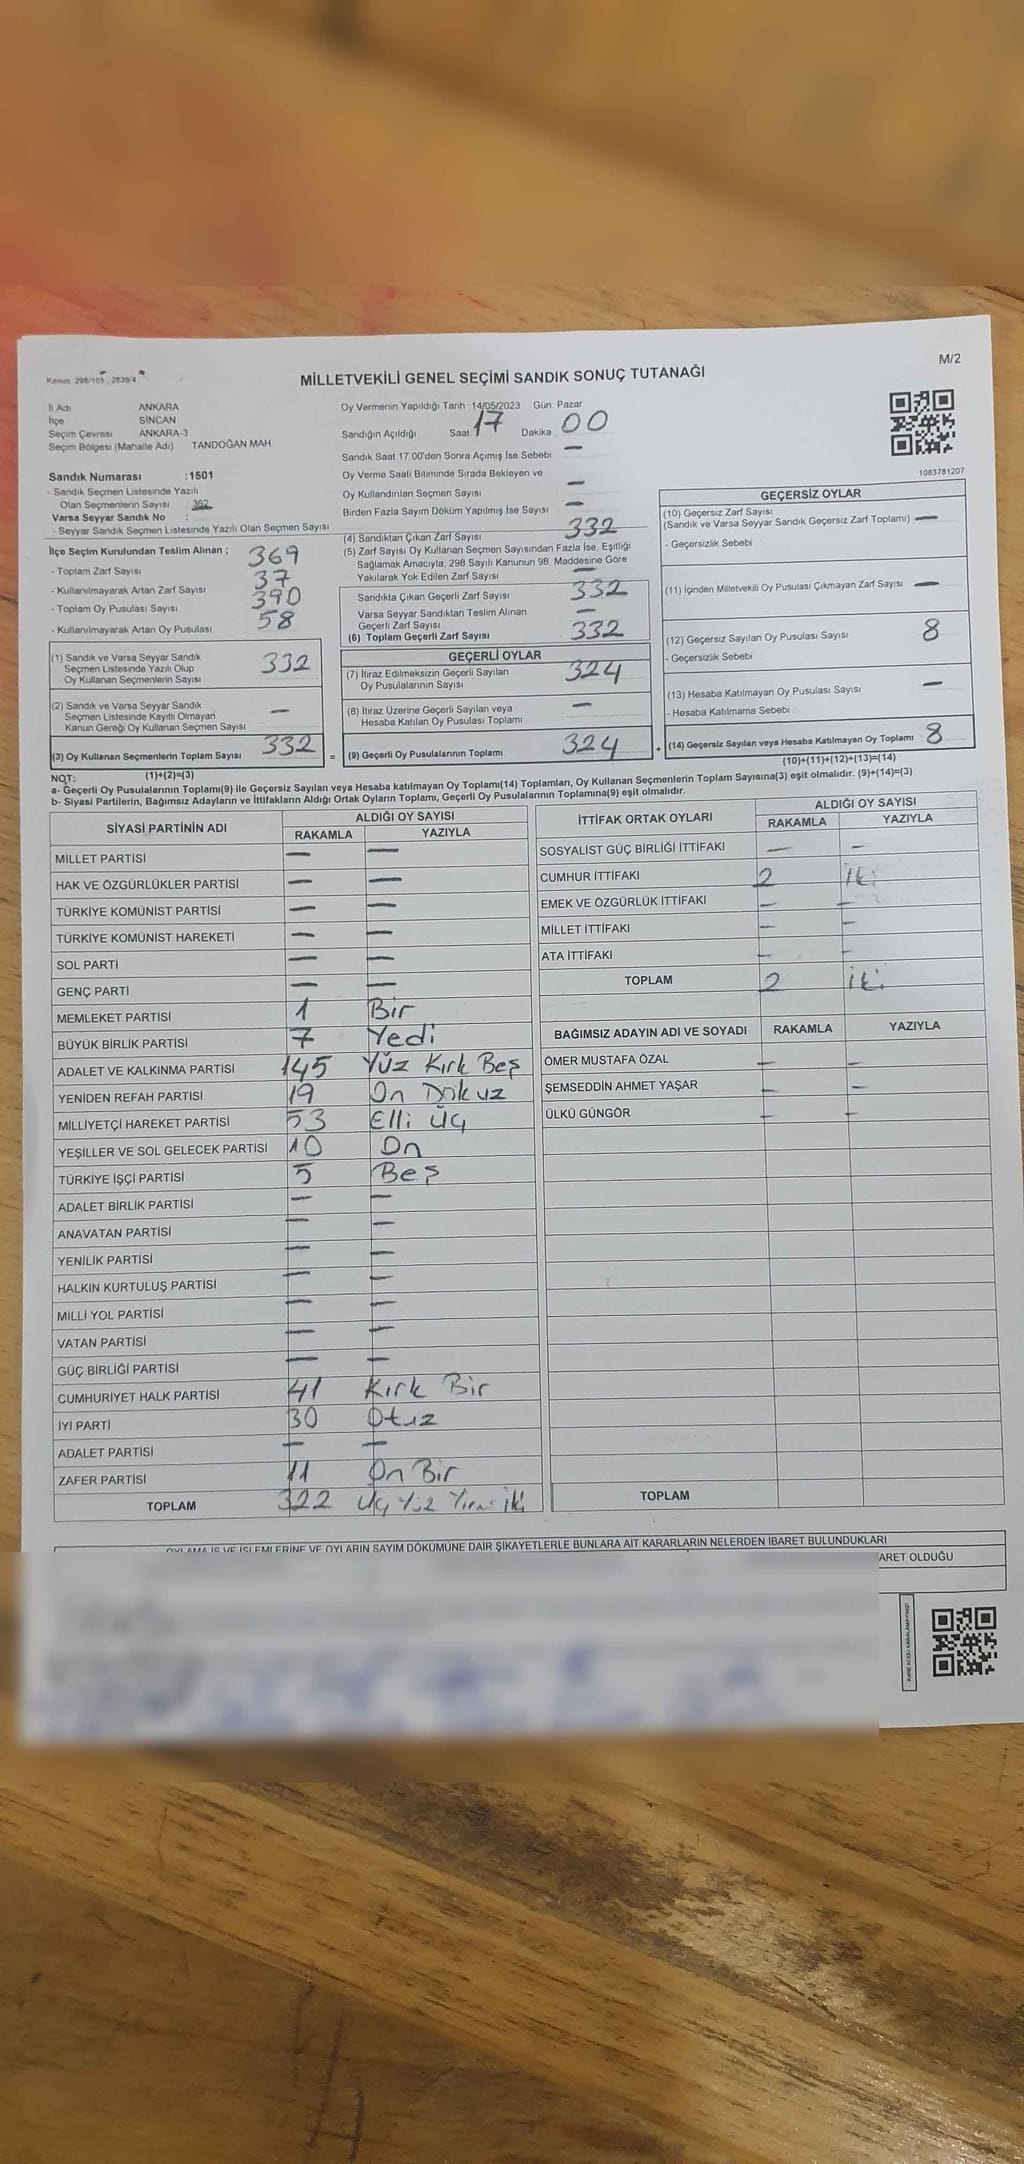 M/2
Kanun 298/105, 2839/4
MİLLETVEKİLİ GENEL SEÇİMİ SANDIK SONUÇ TUTANAĞI
İl Adı ANKARA
İlçe SİNCAN
Seçim Çevresi ANKARA-3
Seçim Bölgesi (Mahalle Adı) TANDOĞAN MAH.
Sandık Numarası :1501
- Sandık Seçmen Listesinde Yazılı
Olan Seçmenlerin Sayısı : 362
Varsa Seyyar Sandık No :
- Seyyar Sandık Seçmen Listesinde Yazılı Olan Seçmen Sayısı
Oy Vermenin Yapıldığı Tarih 14/05/2023 Gün: Pazar
Sandığın Açıldığı Saat 17 Dakika 00
Sandık Saat 17:00'den Sonra Açımış İse Sebebi —
Oy Verme Saati Bitiminde Sırada Bekleyen ve
Oy Kullandırılan Seçmen Sayısı —
Birden Fazla Sayım Döküm Yapılmış İse Sayısı —
1083781207
İlçe Seçim Kurulundan Teslim Alınan ;
- Toplam Zarf Sayısı 369
- Kullanılmayarak Artan Zarf Sayısı 37
- Toplam Oy Pusulası Sayısı 390
- Kullanılmayarak Artan Oy Pusulası 58
(4) Sandıktan Çıkan Zarf Sayısı 332
(5) Zarf Sayısı Oy Kullanan Seçmen Sayısından Fazla İse, Eşitliği
Sağlamak Amacıyla, 298 Sayılı Kanunun 98. Maddesine Göre
Yakılarak Yok Edilen Zarf Sayısı —
Sandıkta Çıkan Geçerli Zarf Sayısı 332
Varsa Seyyar Sandıktan Teslim Alınan
Geçerli Zarf Sayısı —
(6) Toplam Geçerli Zarf Sayısı 332
GEÇERSİZ OYLAR
(10) Geçersiz Zarf Sayısı
(Sandık ve Varsa Seyyar Sandık Geçersiz Zarf Toplamı) —
- Geçersizlik Sebebi
(11) İçinden Milletvekili Oy Pusulası Çıkmayan Zarf Sayısı —
(12) Geçersiz Sayılan Oy Pusulası Sayısı 8
- Geçersizlik Sebebi
(13) Hesaba Katılmayan Oy Pusulası Sayısı —
- Hesaba Katılmama Sebebi
(14) Geçersiz Sayılan veya Hesaba Katılmayan Oy Toplamı 8
(10)+(11)+(12)+(13)=(14)
(1) Sandık ve Varsa Seyyar Sandık
Seçmen Listesinde Yazılı Olup
Oy Kullanan Seçmenlerin Sayısı 332
(2) Sandık ve Varsa Seyyar Sandık
Seçmen Listesinde Kayıtlı Olmayan
Kanun Gereği Oy Kullanan Seçmen Sayısı —
(3) Oy Kullanan Seçmenlerin Toplam Sayısı 332
(1)+(2)=(3)
=
GEÇERLİ OYLAR
(7) İtiraz Edilmeksizin Geçerli Sayılan
Oy Pusulalarının Sayısı 324
(8) İtiraz Üzerine Geçerli Sayılan veya
Hesaba Katılan Oy Pusulası Toplamı —
(9) Geçerli Oy Pusulalarının Toplamı 324
+
NOT:
a- Geçerli Oy Pusulalarının Toplamı(9) ile Geçersiz Sayılan veya Hesaba katılmayan Oy Toplamı(14) Toplamları, Oy Kullanan Seçmenlerin Toplam Sayısına(3) eşit olmalıdır. (9)+(14)=(3)
b- Siyasi Partilerin, Bağımsız Adayların ve İttifakların Aldığı Ortak Oyların Toplamı, Geçerli Oy Pusulalarının Toplamına(9) eşit olmalıdır.
SİYASİ PARTİNİN ADI ALDIĞI OY SAYISI
RAKAMLA YAZIYLA
MİLLET PARTİSİ — —
HAK VE ÖZGÜRLÜKLER PARTİSİ — —
TÜRKİYE KOMÜNİST PARTİSİ — —
TÜRKİYE KOMÜNİST HAREKETİ — —
SOL PARTİ — —
GENÇ PARTİ — —
MEMLEKET PARTİSİ 1 Bir
BÜYÜK BİRLİK PARTİSİ 7 Yedi
ADALET VE KALKINMA PARTİSİ 145 Yüz Kırk Beş
YENİDEN REFAH PARTİSİ 19 On Dokuz
MİLLİYETÇİ HAREKET PARTİSİ 53 Elli Üç
YEŞİLLER VE SOL GELECEK PARTİSİ 10 On
TÜRKİYE İŞÇİ PARTİSİ 5 Beş
ADALET BİRLİK PARTİSİ — —
ANAVATAN PARTİSİ — —
YENİLİK PARTİSİ — —
HALKIN KURTULUŞ PARTİSİ — —
MİLLİ YOL PARTİSİ — —
VATAN PARTİSİ — —
GÜÇ BİRLİĞİ PARTİSİ — —
CUMHURİYET HALK PARTİSİ 41 Kırk Bir
İYİ PARTİ 30 Otuz
ADALET PARTİSİ — —
ZAFER PARTİSİ 11 On Bir
TOPLAM 322 Üç Yüz Yirmi İki
İTTİFAK ORTAK OYLARI ALDIĞI OY SAYISI
RAKAMLA YAZIYLA
SOSYALİST GÜÇ BİRLİĞİ İTTİFAKI — —
CUMHUR İTTİFAKI 2 İki
EMEK VE ÖZGÜRLÜK İTTİFAKI — —
MİLLET İTTİFAKI — —
ATA İTTİFAKI — —
TOPLAM 2 İki
BAĞIMSIZ ADAYIN ADI VE SOYADI RAKAMLA YAZIYLA
ÖMER MUSTAFA ÖZAL — —
ŞEMSEDDİN AHMET YAŞAR — —
ÜLKÜ GÜNGÖR — —
TOPLAM
OYLAMA İŞ VE İŞLEMLERİNE VE OYLARIN SAYIM DÖKÜMÜNE DAİR ŞİKAYETLERLE BUNLARA AİT KARARLARIN NELERDEN İBARET BULUNDUKLARI
ARET OLDUĞU
KARE KODU KARALAMAYINIZ!